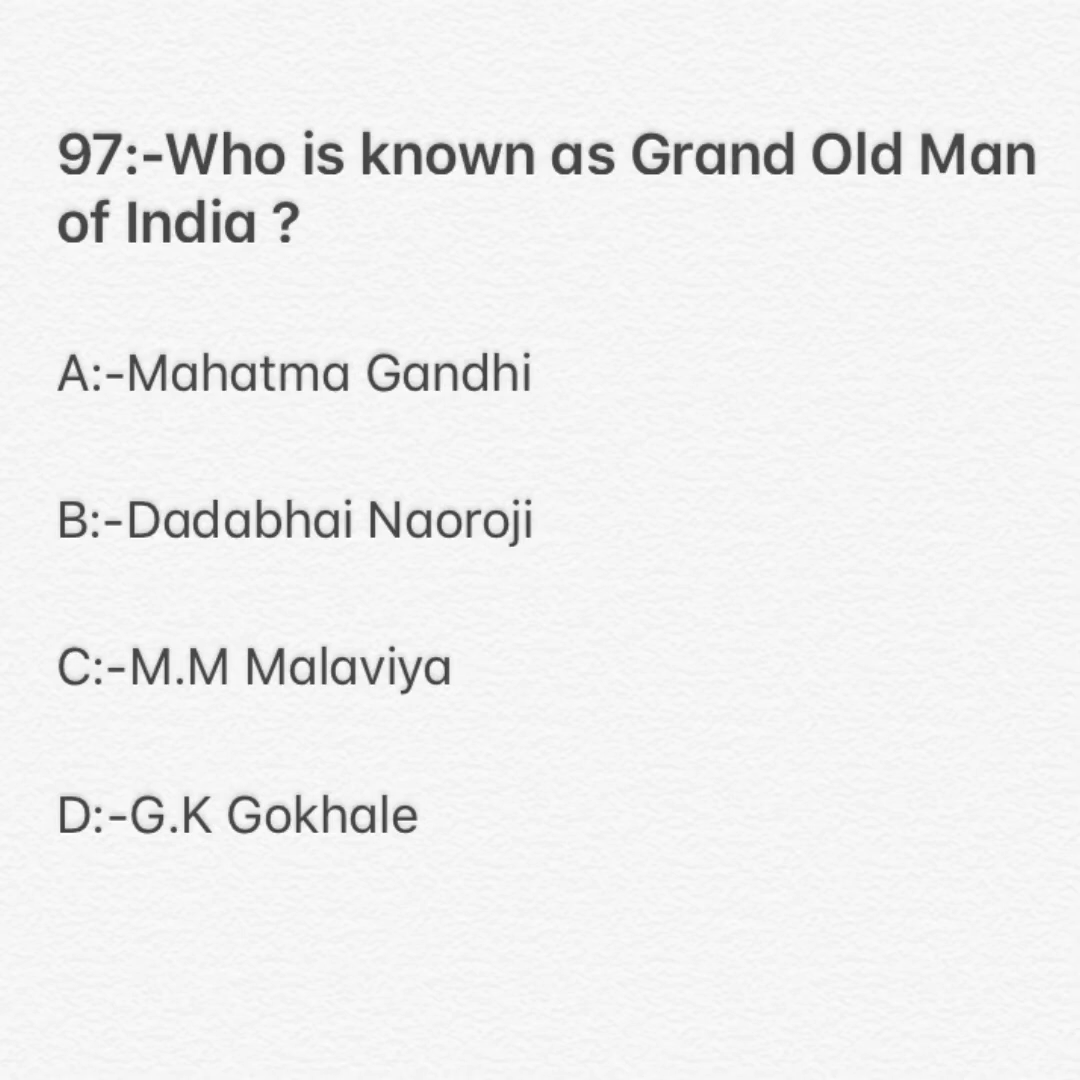 97:-Who is known as Grand Old Man
of India ?
A:-Mahatma Gandhi
B:-Dadabhai Naoroji
C:-M.M Malaviya
D:-G.K Gokhale